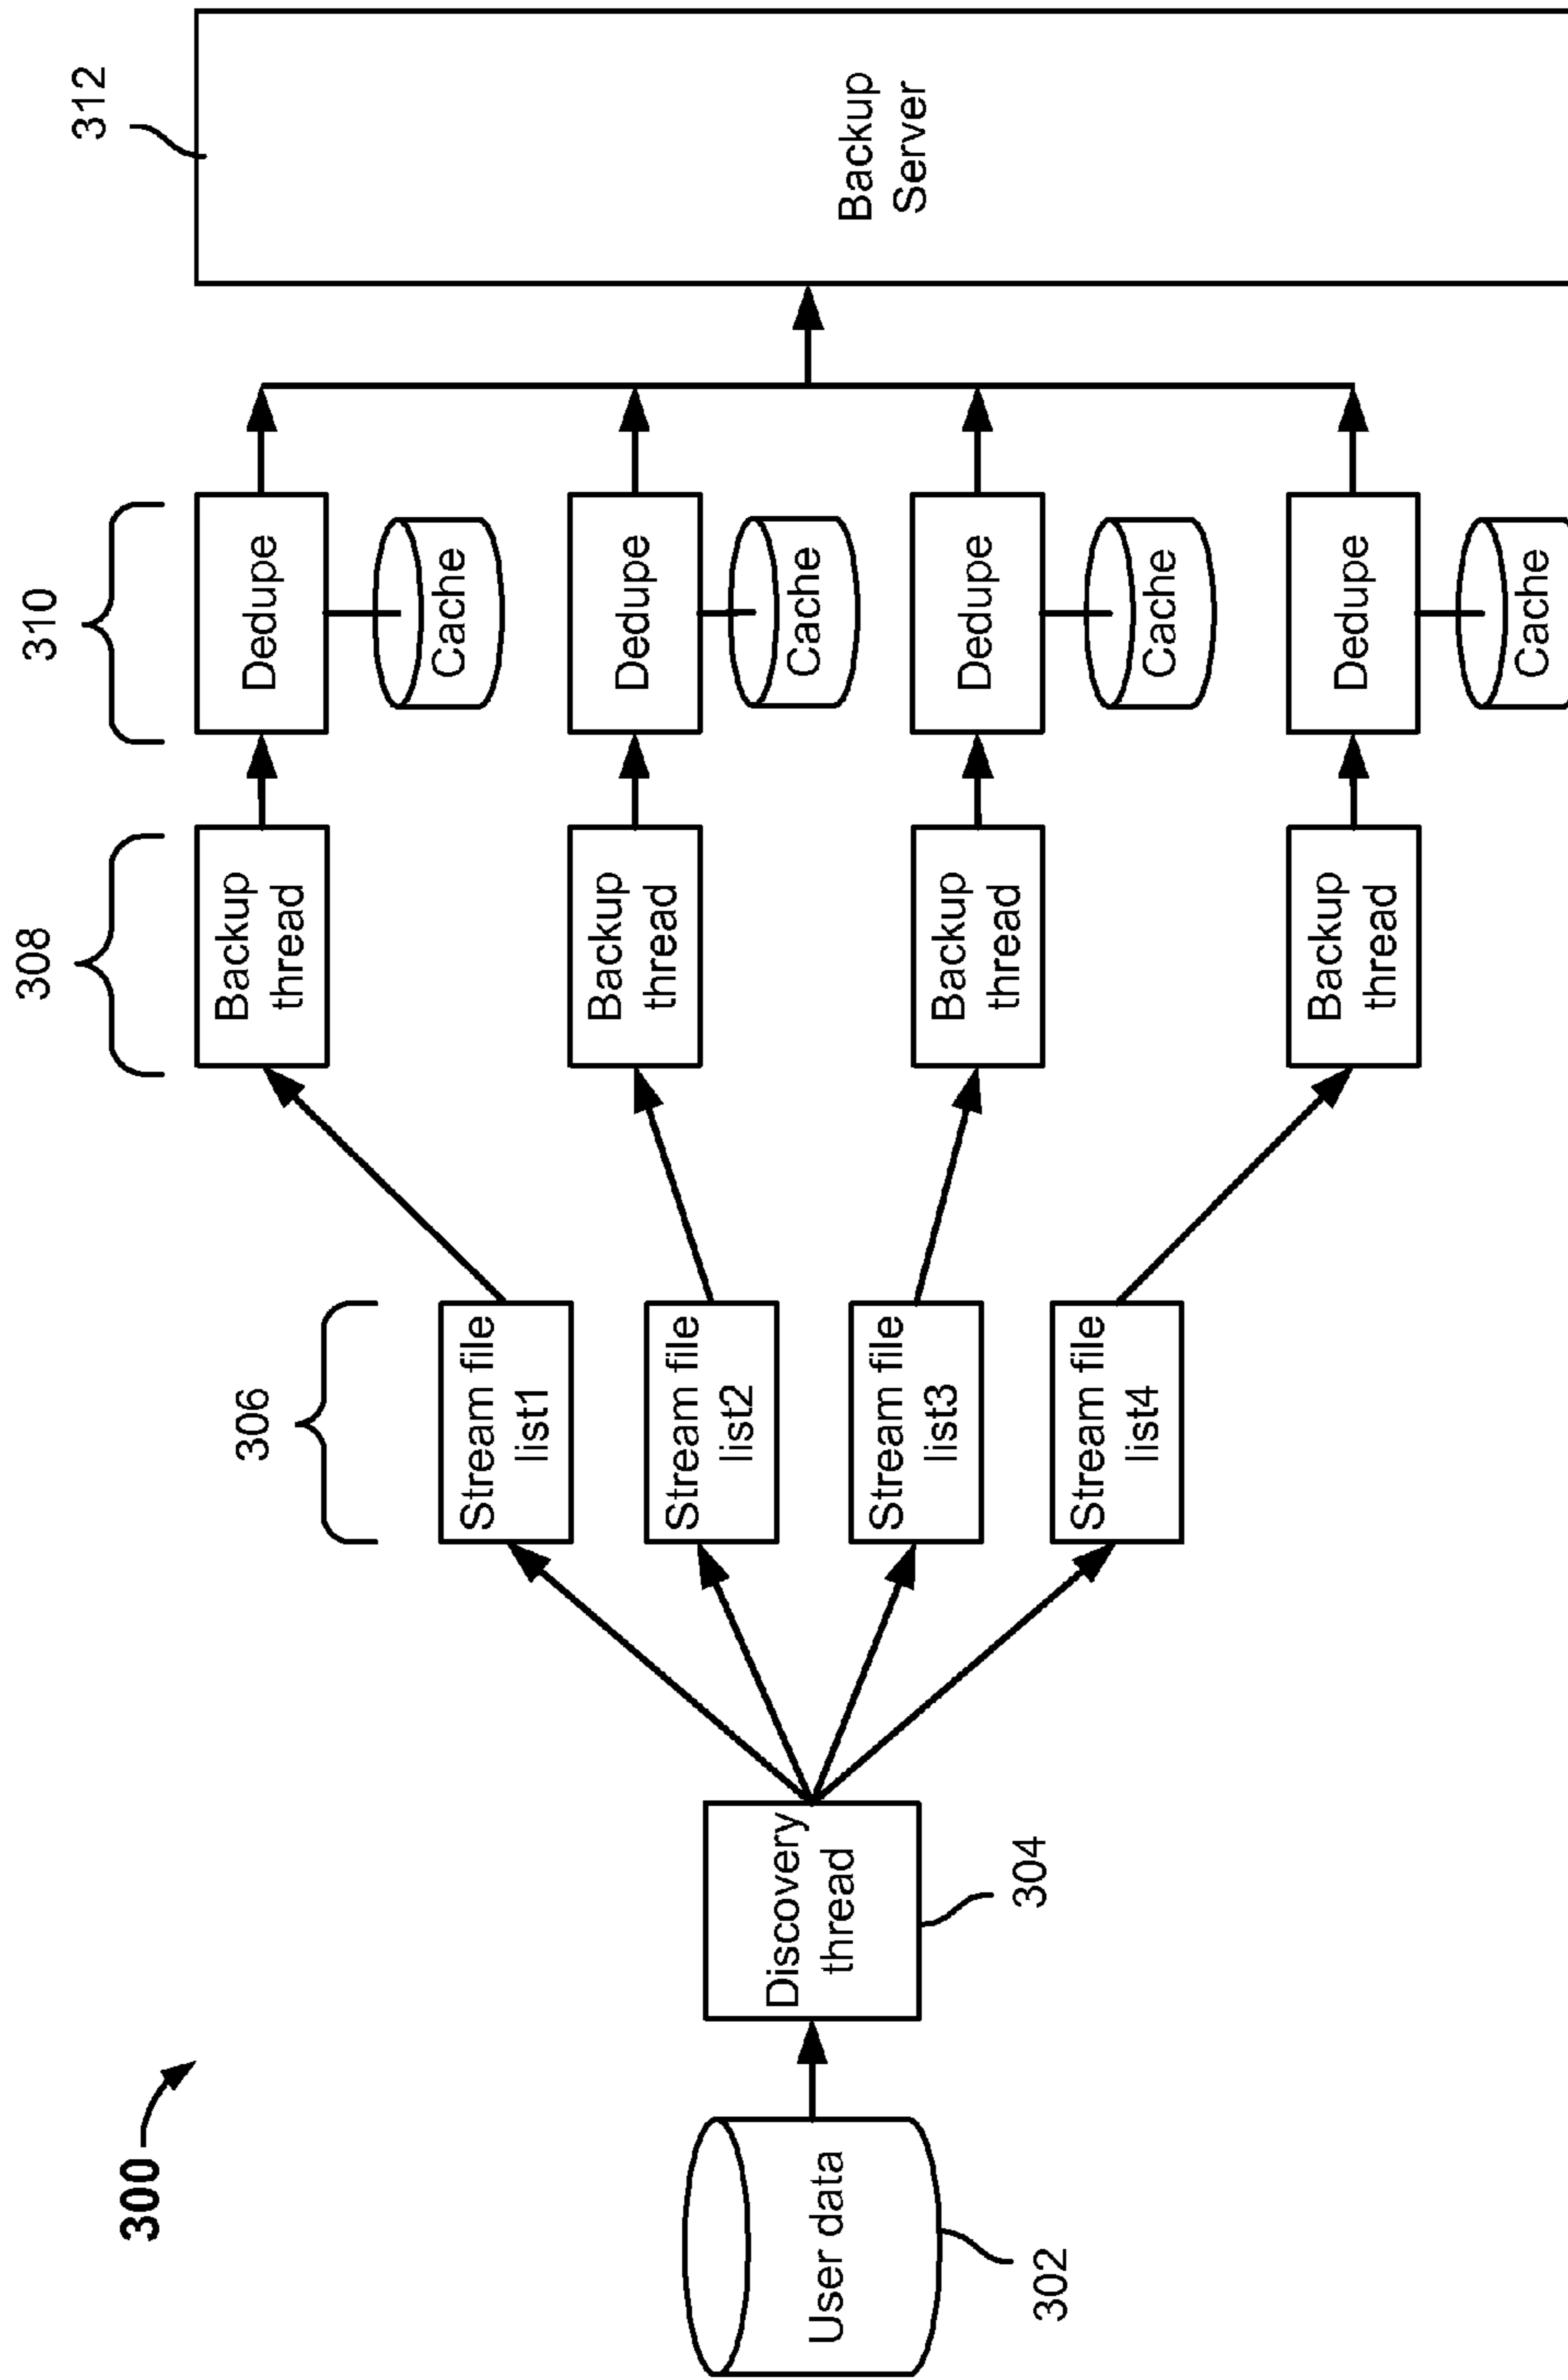 300
User data
302
Discovery
thread
304
306
Stream file
list1
Stream file
list2
Stream file
list3
Stream file
list4
308
Backup
thread
Backup
thread
Backup
thread
Backup
thread
310
Dedupe
Cache
Dedupe
Cache
Dedupe
Cache
Dedupe
Cache
312
Backup
Server